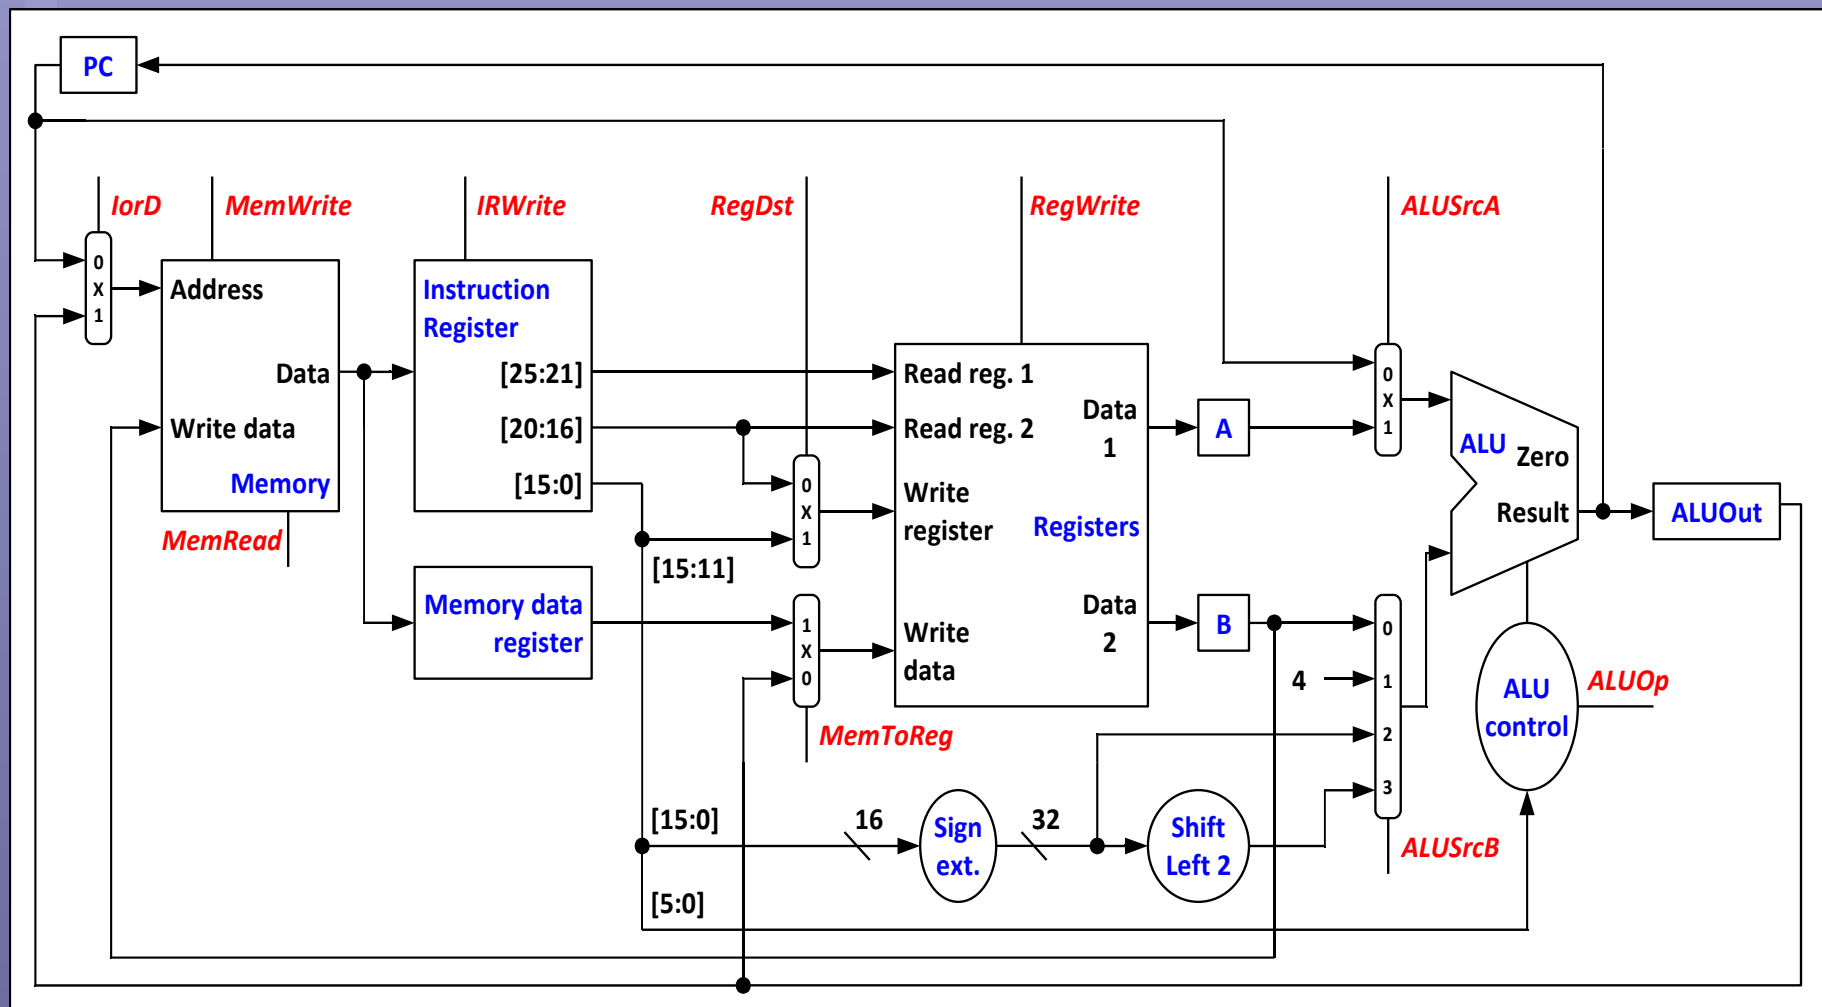 PC
IorD
MemWrite
IRWrite
RegDst
RegWrite
ALUSrcA
0
X
1
Address
Data
Write data
Memory
MemRead
Instruction
Register
[25:21]
[20:16]
[15:0]
[15:11]
Memory data
register
0
X
1
1
X
0
MemToReg
Read reg. 1
Read reg. 2
Write
register
Write
data
Registers
Data
1
Data
2
A
B
4
0
X
1
0
1
2
3
ALUSrcB
ALU
Zero
Result
ALUOut
ALU
control
ALUOp
[15:0]
16
Sign
ext.
32
Shift
Left 2
[5:0]